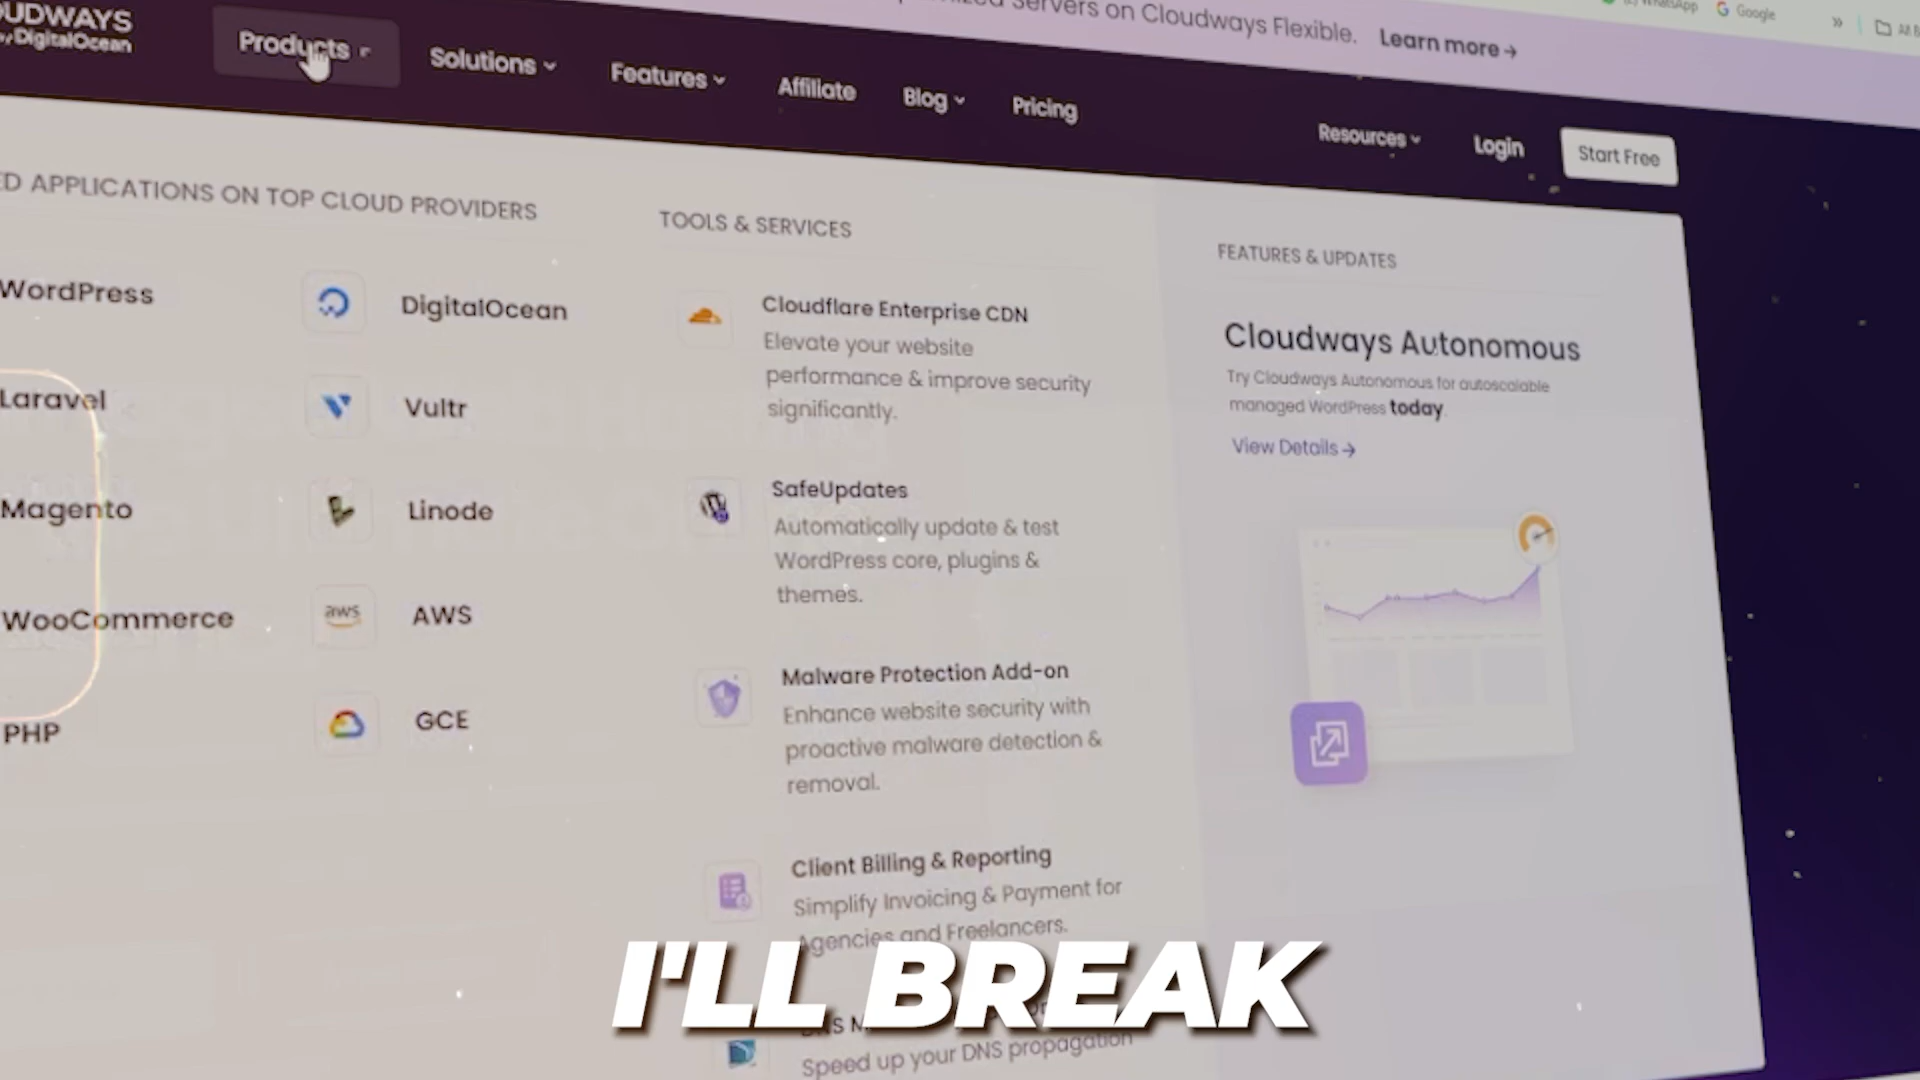 Servers on Cloudways Flexible. Learn more →
WhatsApp
Google
»
by DigitalOcean
Products
Solutions
Features
Affiliate
Blog
Pricing
Resources
Login
Start Free
APPLICATIONS ON TOP CLOUD PROVIDERS
WordPress
Laravel
Magento
WooCommerce
PHP
DigitalOcean
Vultr
Linode
aws
AWS
GCE
TOOLS & SERVICES
Cloudflare Enterprise CDN
Elevate your website
performance & improve security
significantly.
SafeUpdates
Automatically update & test
WordPress core, plugins &
themes.
Malware Protection Add-on
Enhance website security with
proactive malware detection &
removal.
Client Billing & Reporting
Simplify Invoicing & Payment for
Agencies and Freelancers.
Speed up your DNS propagation
FEATURES & UPDATES
Cloudways Autonomous
Try Cloudways Autonomous for autoscalable
managed WordPress today.
View Details →
I'LL BREAK